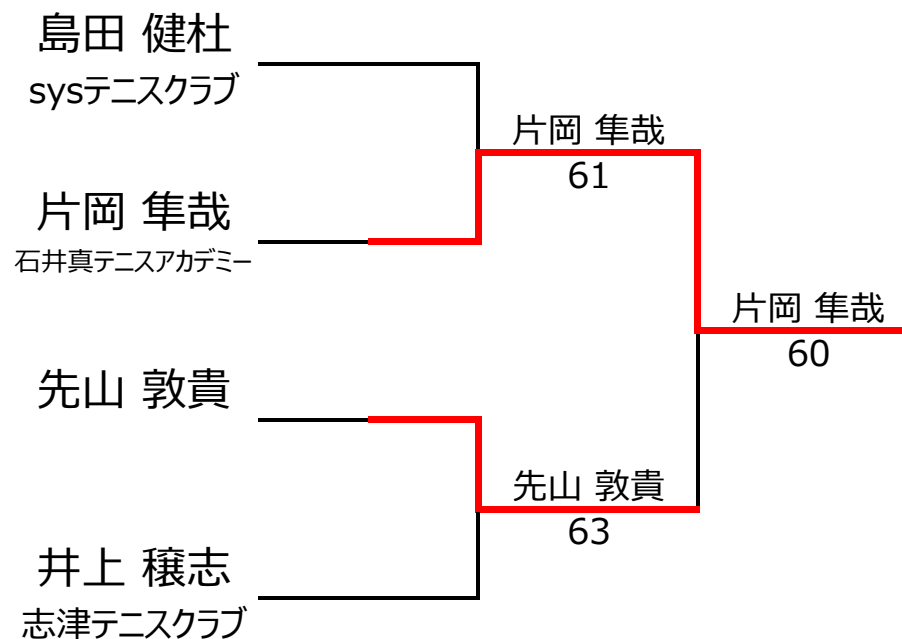 島田 健杜
sysテニスクラブ
片岡 隼哉
石井真テニスアカデミー
先山 敦貴
井上 穣志
志津テニスクラブ
片岡 隼哉
61
先山 敦貴
63
片岡 隼哉
60